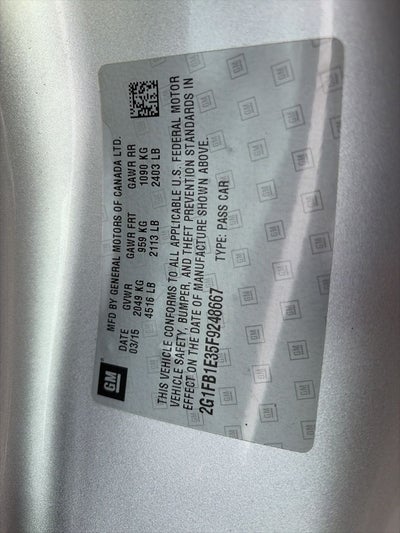 GM
MFD BY GENERAL MOTORS OF CANADA LTD.
DATE GVWR GAWR FRT GAWR RR
03/15 2049 KG 959 KG 1090 KG
4516 LB 2113 LB 2403 LB
THIS VEHICLE CONFORMS TO ALL APPLICABLE U.S. FEDERAL MOTOR
VEHICLE SAFETY, BUMPER, AND THEFT PREVENTION STANDARDS IN
EFFECT ON THE DATE OF MANUFACTURE SHOWN ABOVE.
2G1FB1E35F9248667 TYPE: PASS CAR